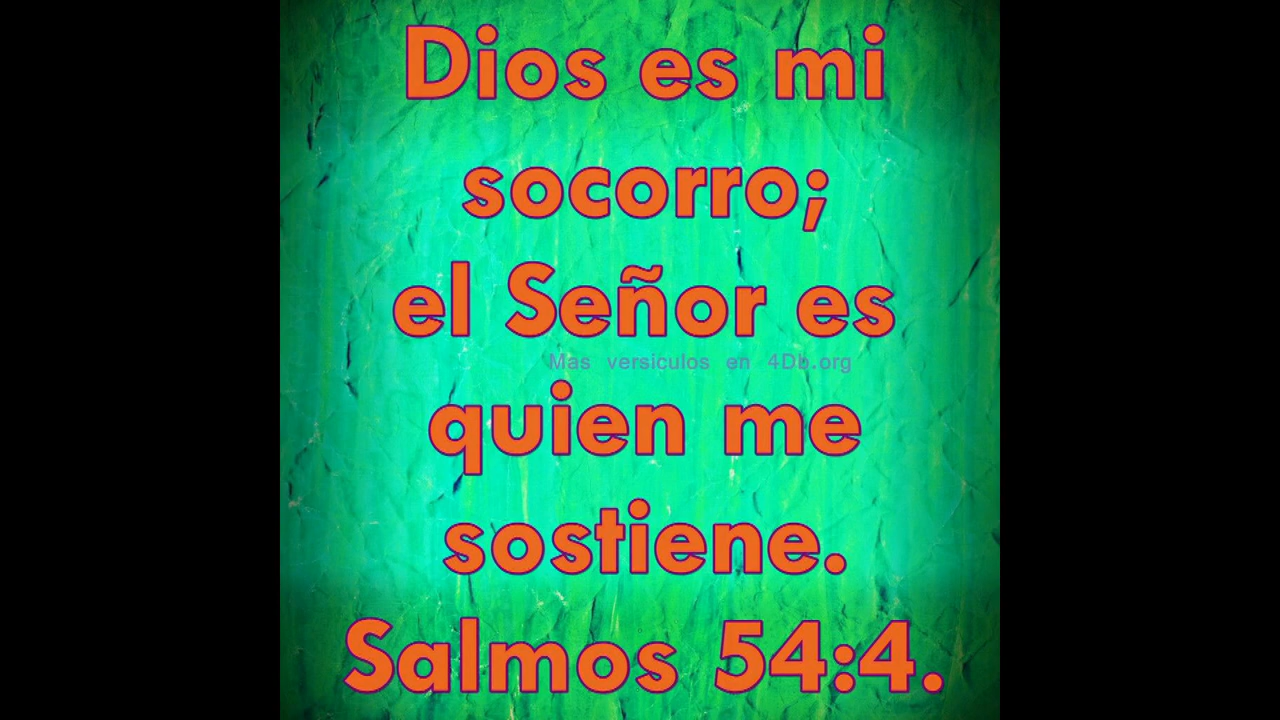 Dios es mi
socorro;
el Señor es
Mas versiculos en 4Db.org
quien me
sostiene.
Salmos 54:4.